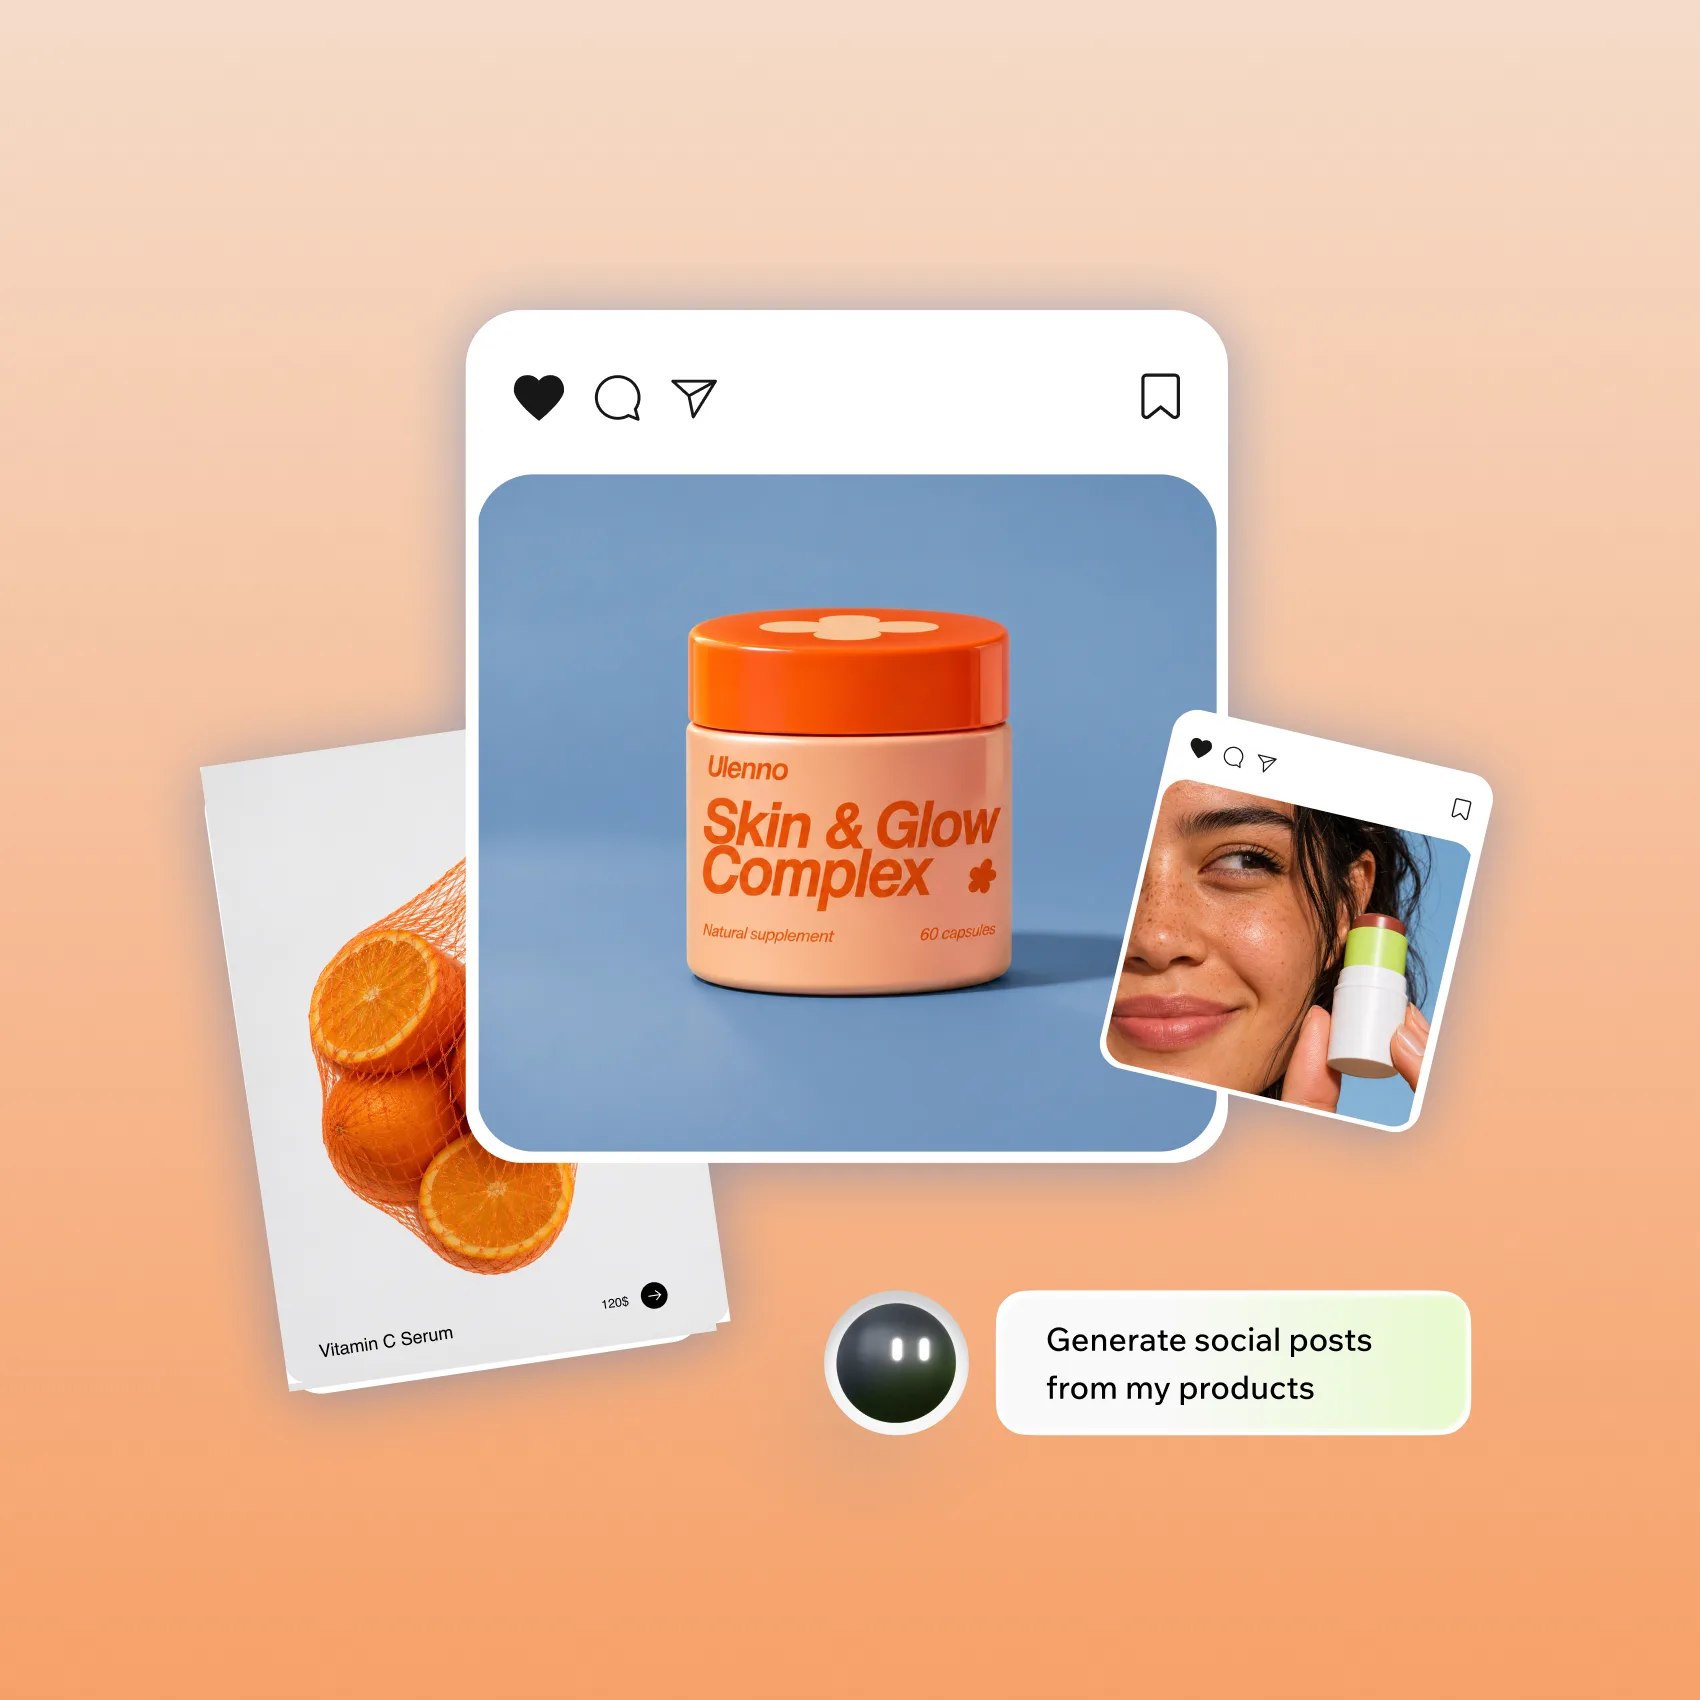 Ulenno
Skin & Glow
Complex
Natural supplement
60 capsules
120$
Vitamin C Serum
Generate social posts
from my products